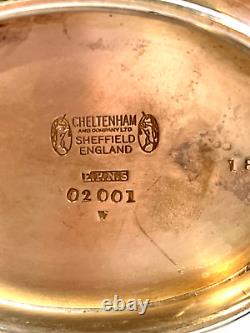 CHELTENHAM
AND COMPANY LTD
SHEFFIELD
ENGLAND
E.P.N.S
02001
W